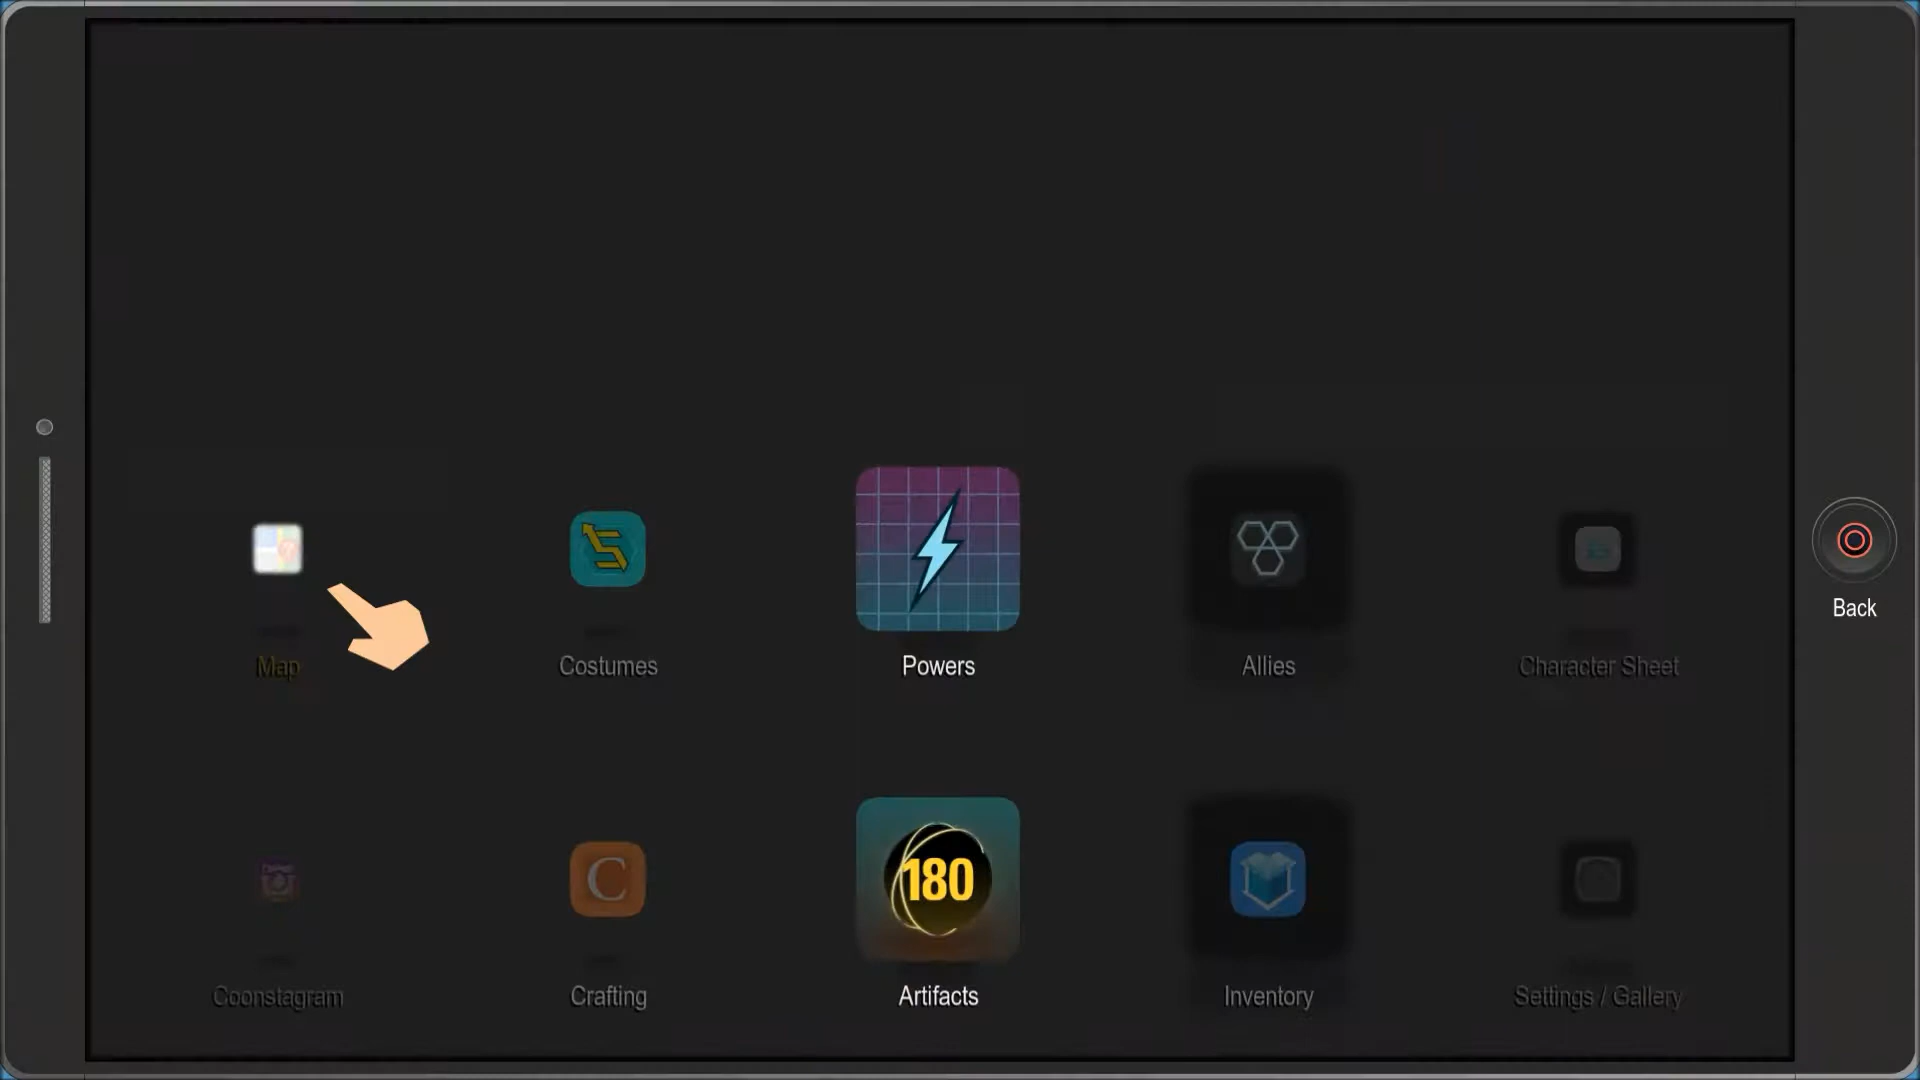 Map
Costumes
Powers
Allies
Character Sheet
Back
C
180
Coonstagram
Crafting
Artifacts
Inventory
Settings / Gallery